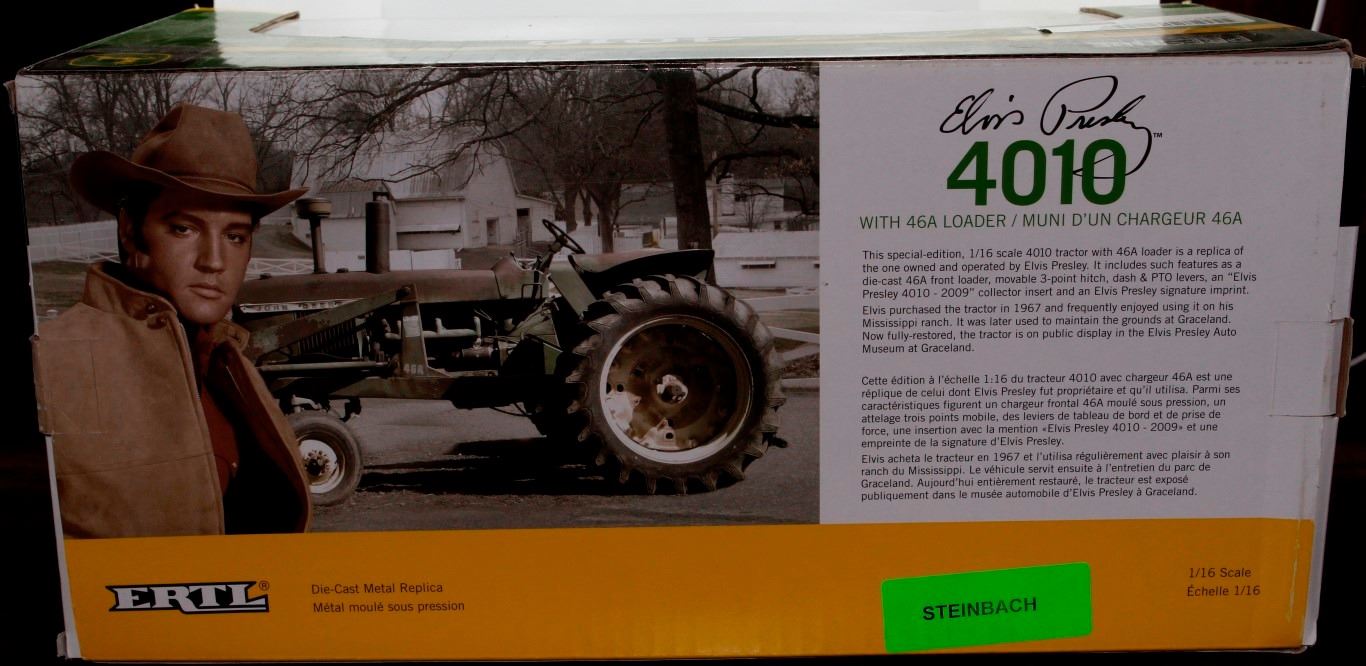 Elvis Presley™
4010
WITH 46A LOADER / MUNI D'UN CHARGEUR 46A
This special-edition, 1/16 scale 4010 tractor with 46A loader is a replica of
the one owned and operated by Elvis Presley. It includes such features as a
die-cast 46A front loader, movable 3-point hitch, dash & PTO levers, an "Elvis
Presley 4010 - 2009" collector insert and an Elvis Presley signature imprint.
Elvis purchased the tractor in 1967 and frequently enjoyed using it on his
Mississippi ranch. It was later used to maintain the grounds at Graceland.
Now fully-restored, the tractor is on public display in the Elvis Presley Auto
Museum at Graceland.
Cette édition à l'échelle 1:16 du tracteur 4010 avec chargeur 46A est une
réplique de celui dont Elvis Presley fut propriétaire et qu'il utilisa. Parmi ses
caractéristiques figurent un chargeur frontal 46A moulé sous pression, un
attelage trois points mobile, des leviers de tableau de bord et de prise de
force, une insertion avec la mention «Elvis Presley 4010 - 2009» et une
empreinte de la signature d'Elvis Presley.
Elvis acheta le tracteur en 1967 et l'utilisa régulièrement avec plaisir à son
ranch du Mississippi. Le véhicule servit ensuite à l'entretien du parc de
Graceland. Aujourd'hui entièrement restauré, le tracteur est exposé
publiquement dans le musée automobile d'Elvis Presley à Graceland.
JOHN
46A
ERTL®
Die-Cast Metal Replica
Métal moulé sous pression
STEINBACH
1/16 Scale
Échelle 1/16